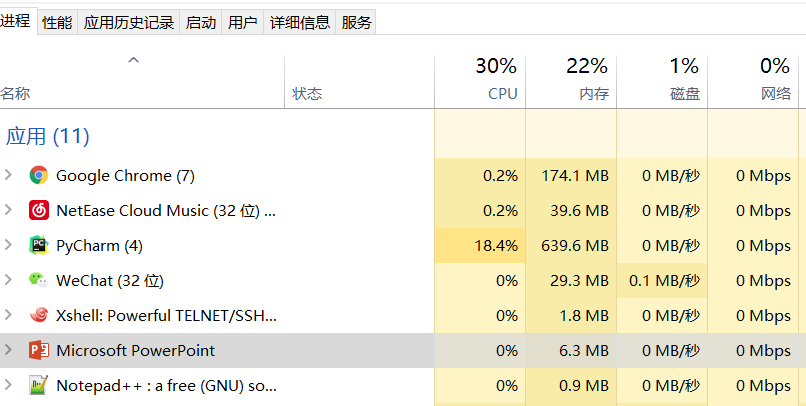 进程 性能 应用历史记录 启动 用户 详细信息 服务
30% 22% 1% 0%
名称 状态 CPU 内存 磁盘 网络
应用 (11)
Google Chrome (7) 0.2% 174.1 MB 0 MB/秒 0 Mbps
NetEase Cloud Music (32 位) ... 0.2% 39.6 MB 0 MB/秒 0 Mbps
PyCharm (4) 18.4% 639.6 MB 0 MB/秒 0 Mbps
WeChat (32 位) 0% 29.3 MB 0.1 MB/秒 0 Mbps
Xshell: Powerful TELNET/SSH... 0% 1.8 MB 0 MB/秒 0 Mbps
Microsoft PowerPoint 0% 6.3 MB 0 MB/秒 0 Mbps
Notepad++ : a free (GNU) so... 0% 0.9 MB 0 MB/秒 0 Mbps